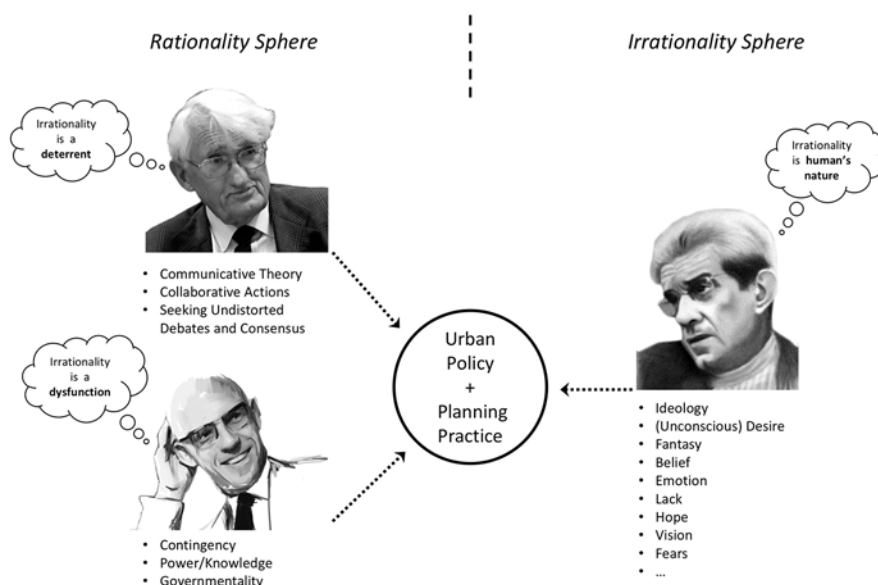 Rationality Sphere
Irrationality Sphere
Irrationality
is a
deterrent
Irrationality
is human's
nature
• Communicative Theory
• Collaborative Actions
• Seeking Undistorted
Debates and Consensus
Irrationality
is a
dysfunction
Urban
Policy
+
Planning
Practice
• Contingency
• Power/Knowledge
• Governmentality
• Ideology
• (Unconscious) Desire
• Fantasy
• Belief
• Emotion
• Lack
• Hope
• Vision
• Fears
• ...